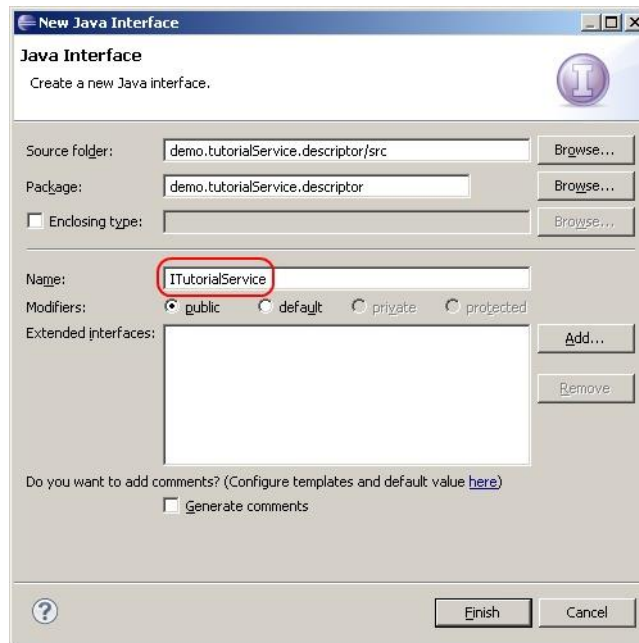 New Java Interface
Java Interface
Create a new Java interface.
Source folder: demo.tutorialService.descriptor/src Browse...
Package: demo.tutorialService.descriptor Browse...
Enclosing type: Browse...
Name: ITutorialService
Modifiers: public default private protected
Extended interfaces: Add...
Remove
Do you want to add comments? (Configure templates and default value here)
Generate comments
? Finish Cancel